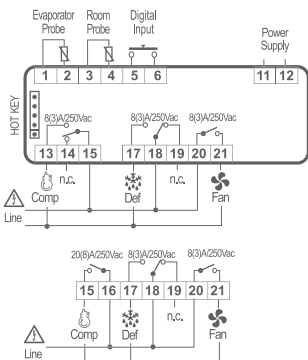 Evaporator Probe Room Probe Digital Input Power Supply
1 2 3 4 5 6 11 12
HOT KEY
8(3)A/250Vac 8(3)A/250Vac 8(3)A/250Vac
13 14 15 17 18 19 20 21
n.c. n.c.
Line Comp Def Fan
20(8)A/250Vac 8(3)A/250Vac 8(3)A/250Vac
15 16 17 18 19 20 21
n.c.
Line Comp Def Fan